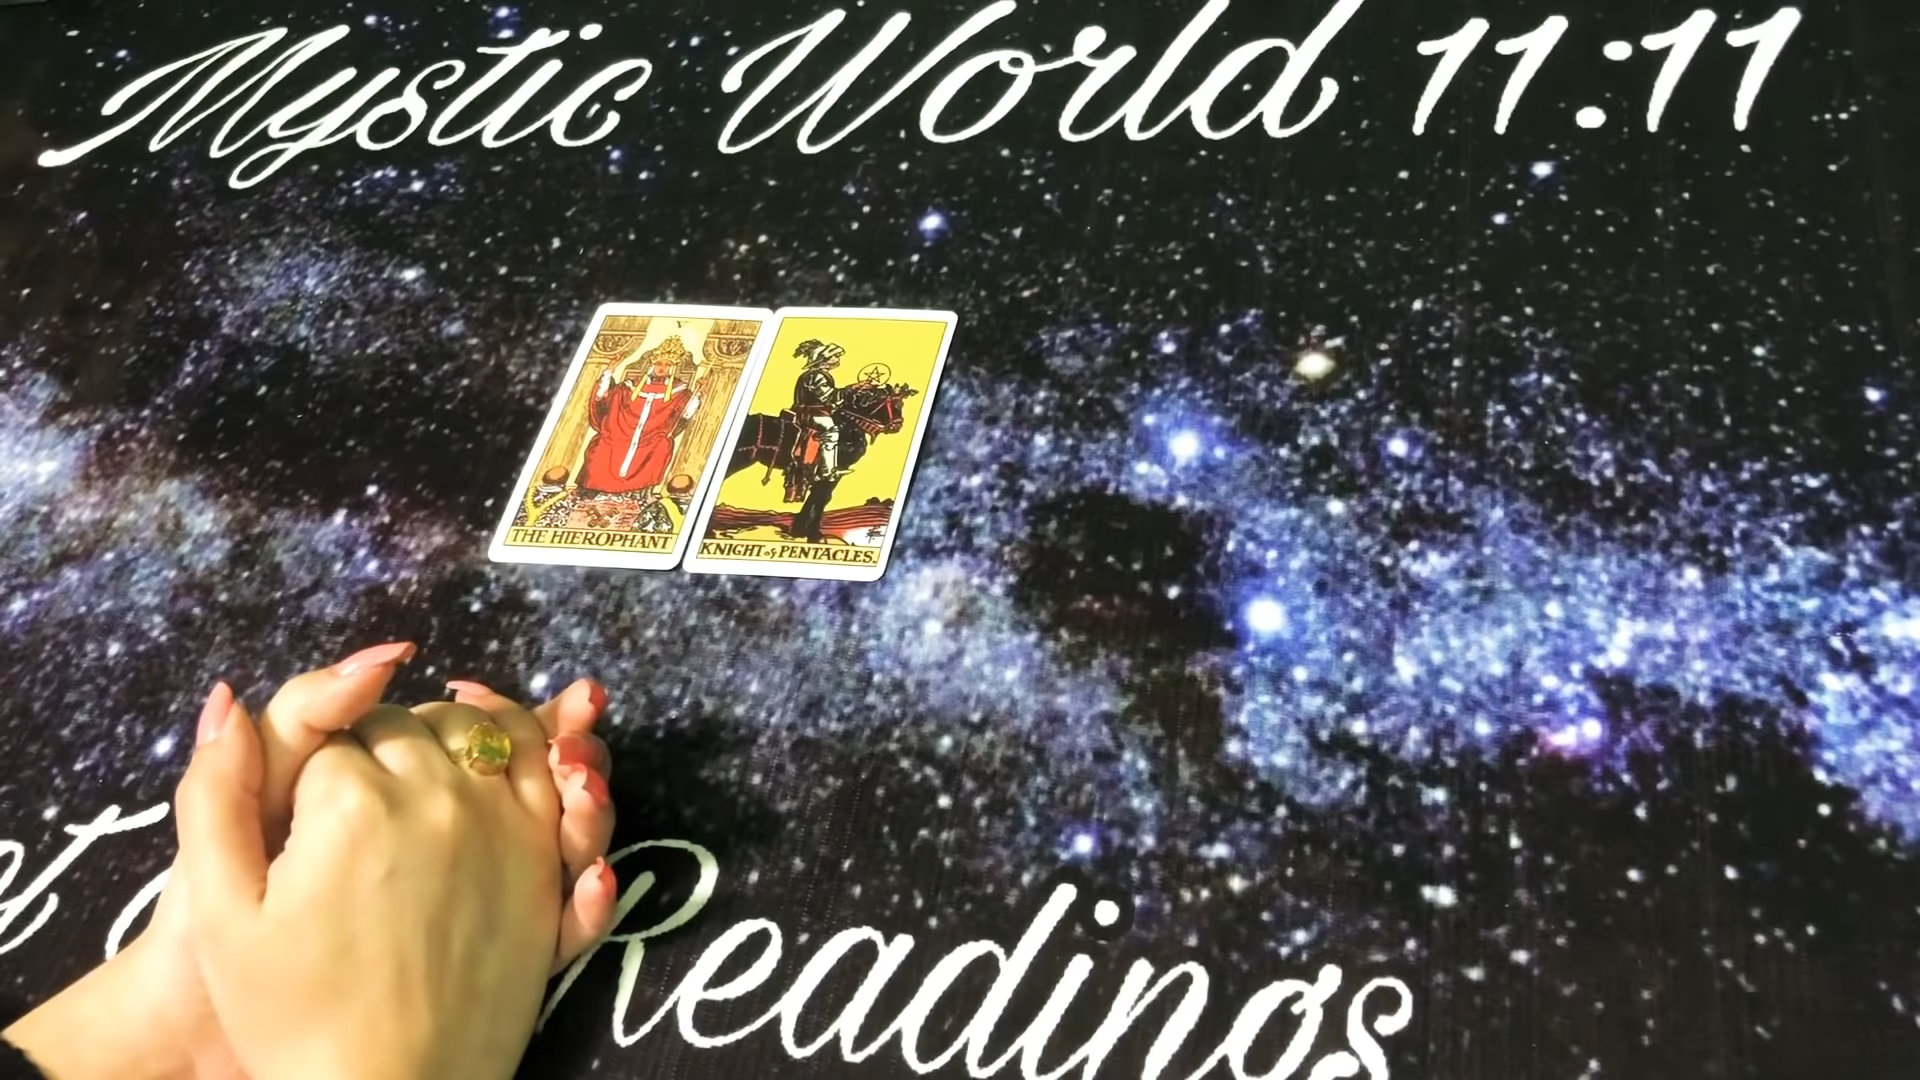 Mystic World 11:11
V
THE HIEROPHANT
KNIGHT of PENTACLES.
Readings